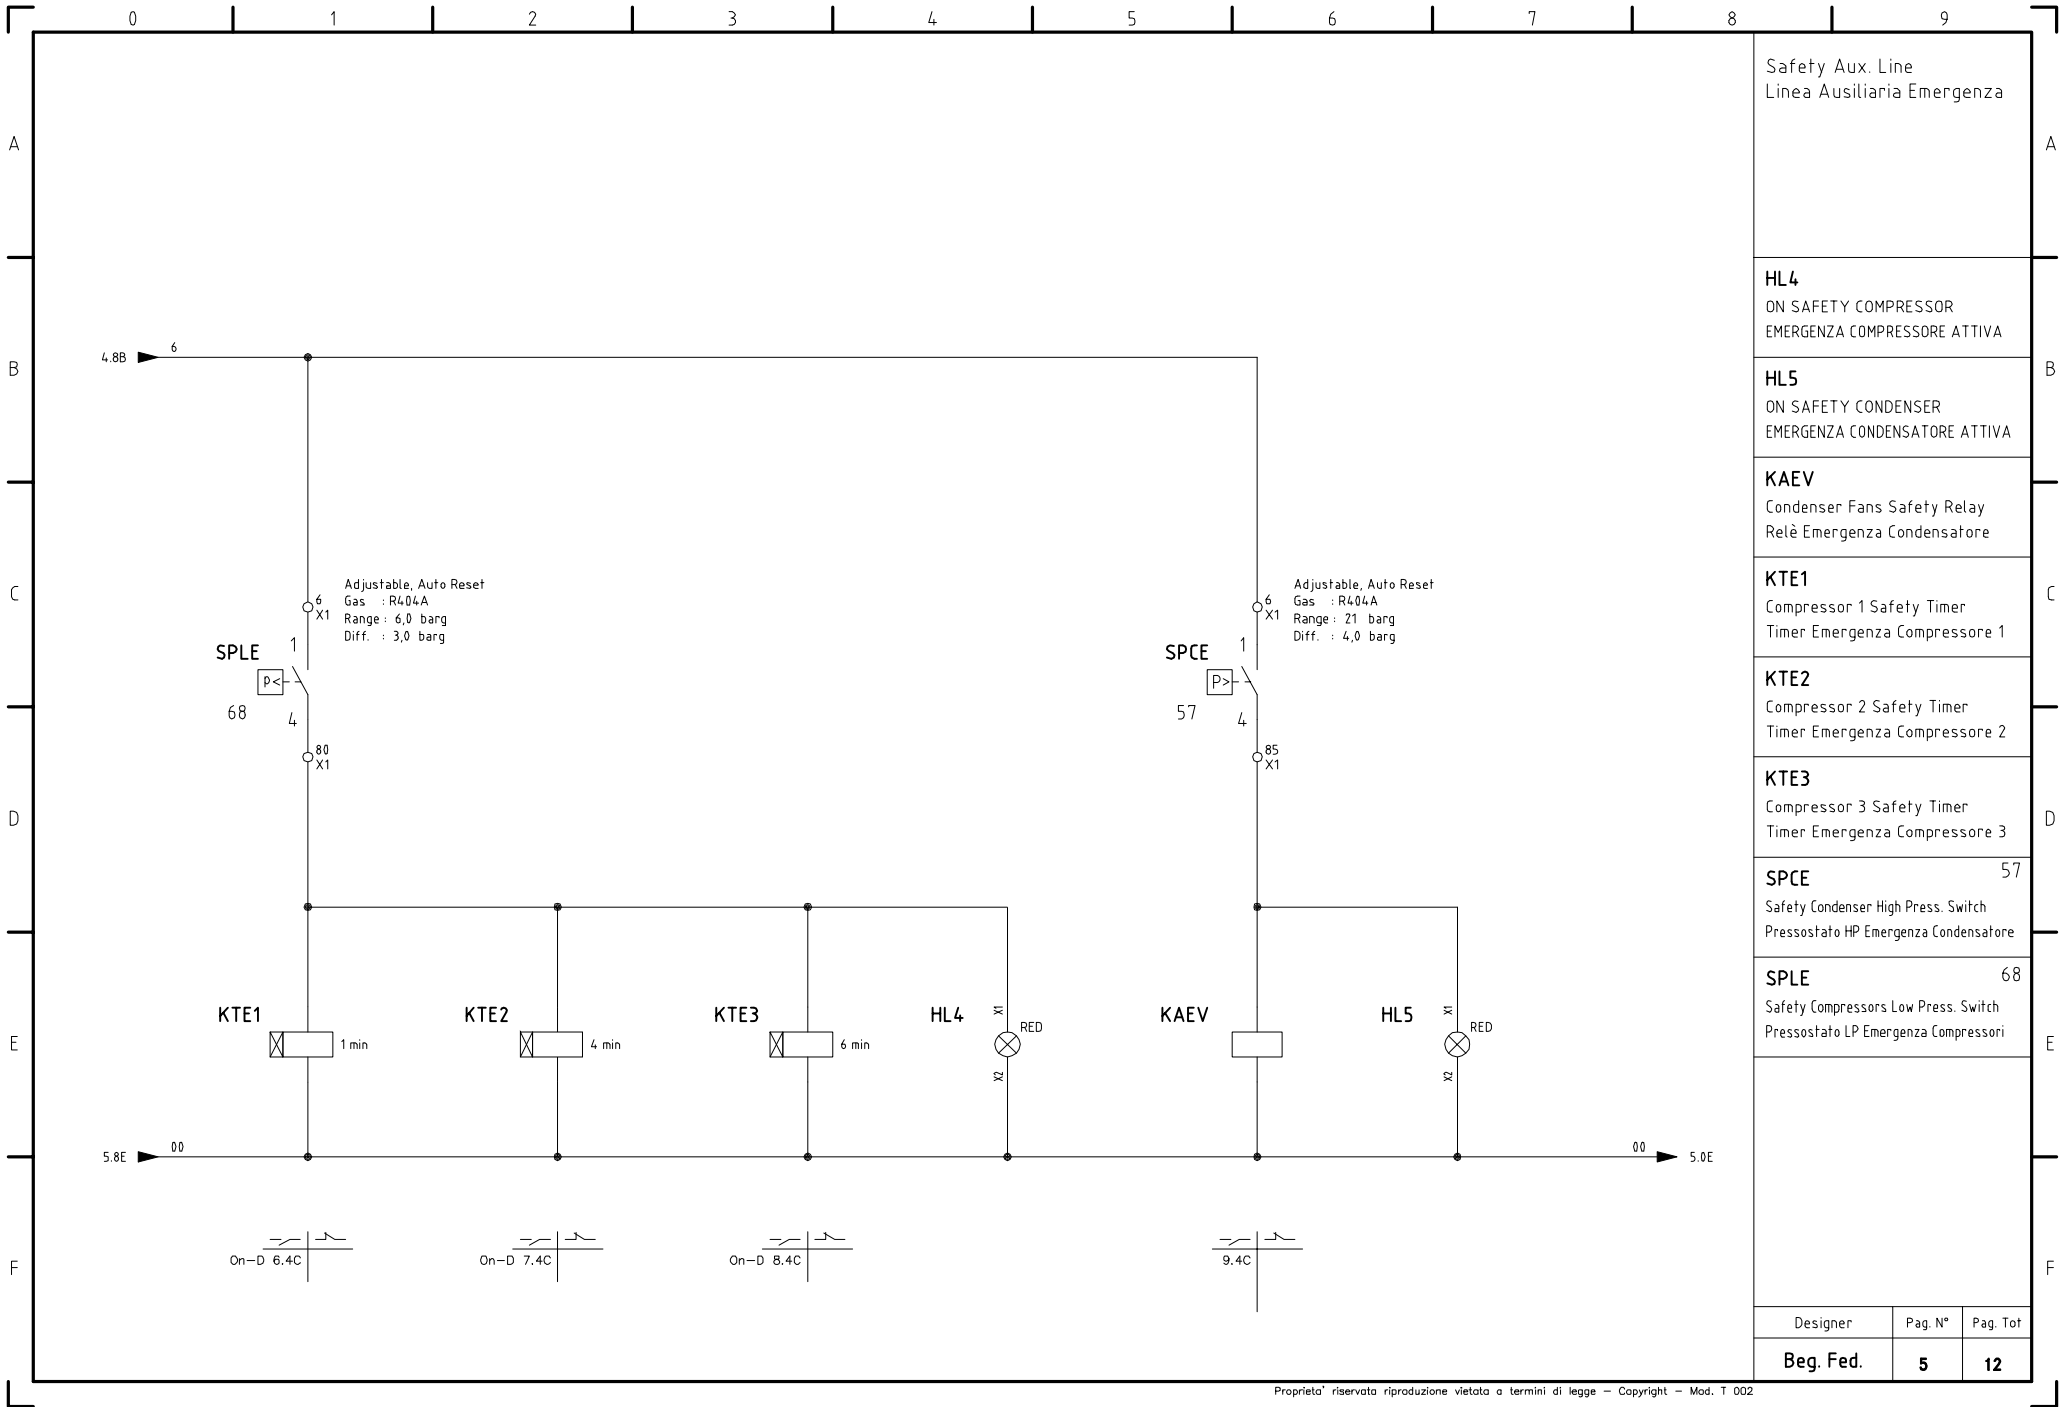 0 1 2 3 4 5 6 7 8 9
A A
B B
C C
D D
E E
F F
Safety Aux. Line
Linea Ausiliaria Emergenza
HL4
ON SAFETY COMPRESSOR
EMERGENZA COMPRESSORE ATTIVA
HL5
ON SAFETY CONDENSER
EMERGENZA CONDENSATORE ATTIVA
KAEV
Condenser Fans Safety Relay
Relè Emergenza Condensatore
KTE1
Compressor 1 Safety Timer
Timer Emergenza Compressore 1
KTE2
Compressor 2 Safety Timer
Timer Emergenza Compressore 2
KTE3
Compressor 3 Safety Timer
Timer Emergenza Compressore 3
SPCE 57
Safety Condenser High Press. Switch
Pressostato HP Emergenza Condensatore
SPLE 68
Safety Compressors Low Press. Switch
Pressostato LP Emergenza Compressori
4.8B 6
6
X1
Adjustable, Auto Reset
Gas : R404A
Range : 6,0 barg
Diff. : 3,0 barg
1
SPLE
P<
68
4
80
X1
6
X1
Adjustable, Auto Reset
Gas : R404A
Range : 21 barg
Diff. : 4,0 barg
1
SPCE
P>
57
4
85
X1
KTE1
1 min
KTE2
4 min
KTE3
6 min
HL4
X1
RED
X2
KAEV
HL5
X1
RED
X2
5.8E 00
00 5.0E
On-D 6.4C
On-D 7.4C
On-D 8.4C
9.4C
Designer Pag. N° Pag. Tot
Beg. Fed. 5 12
Proprieta' riservata riproduzione vietata a termini di legge - Copyright - Mod. T 002